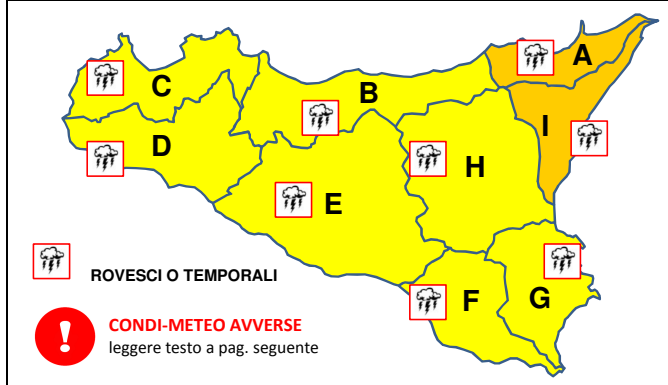 A
C
B
I
D
H
E
ROVESCI O TEMPORALI
F
G
!
CONDI-METEO AVVERSE
leggere testo a pag. seguente